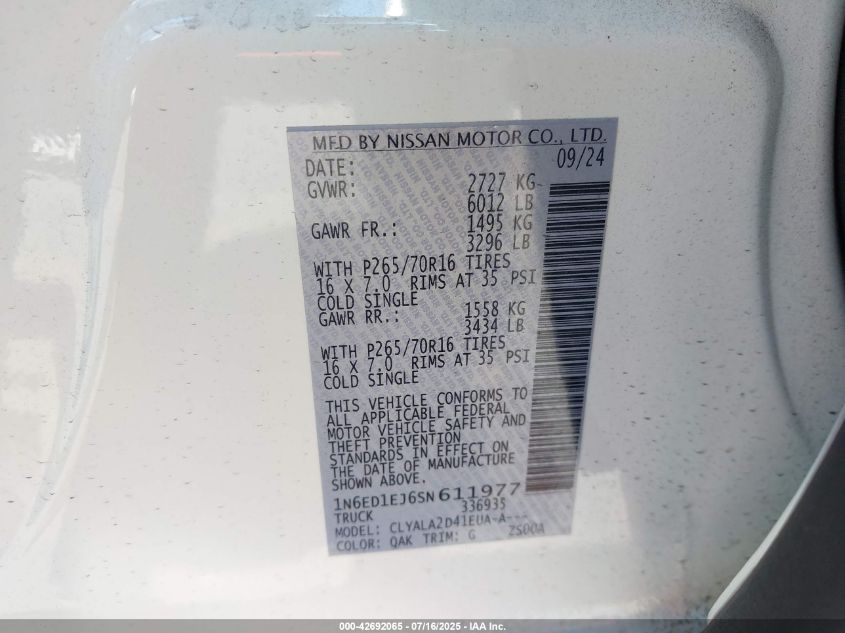 MFD BY NISSAN MOTOR CO., LTD.
DATE: 09/24
GVWR: 2727 KG
6012 LB
GAWR FR.: 1495 KG
3296 LB
WITH P265/70R16 TIRES
16 X 7.0 RIMS AT 35 PSI
COLD SINGLE
GAWR RR.: 1558 KG
3434 LB
WITH P265/70R16 TIRES
16 X 7.0 RIMS AT 35 PSI
COLD SINGLE
THIS VEHICLE CONFORMS TO
ALL APPLICABLE FEDERAL
MOTOR VEHICLE SAFETY AND
THEFT PREVENTION
STANDARDS IN EFFECT ON
THE DATE OF MANUFACTURE
SHOWN ABOVE.
1N6ED1EJ6SN611977
TRUCK 336935
MODEL: CLYALA2D41EUA-A---
COLOR: QAK TRIM: G ZS00A
000-42692065 - 07/16/2025 - IAA Inc.